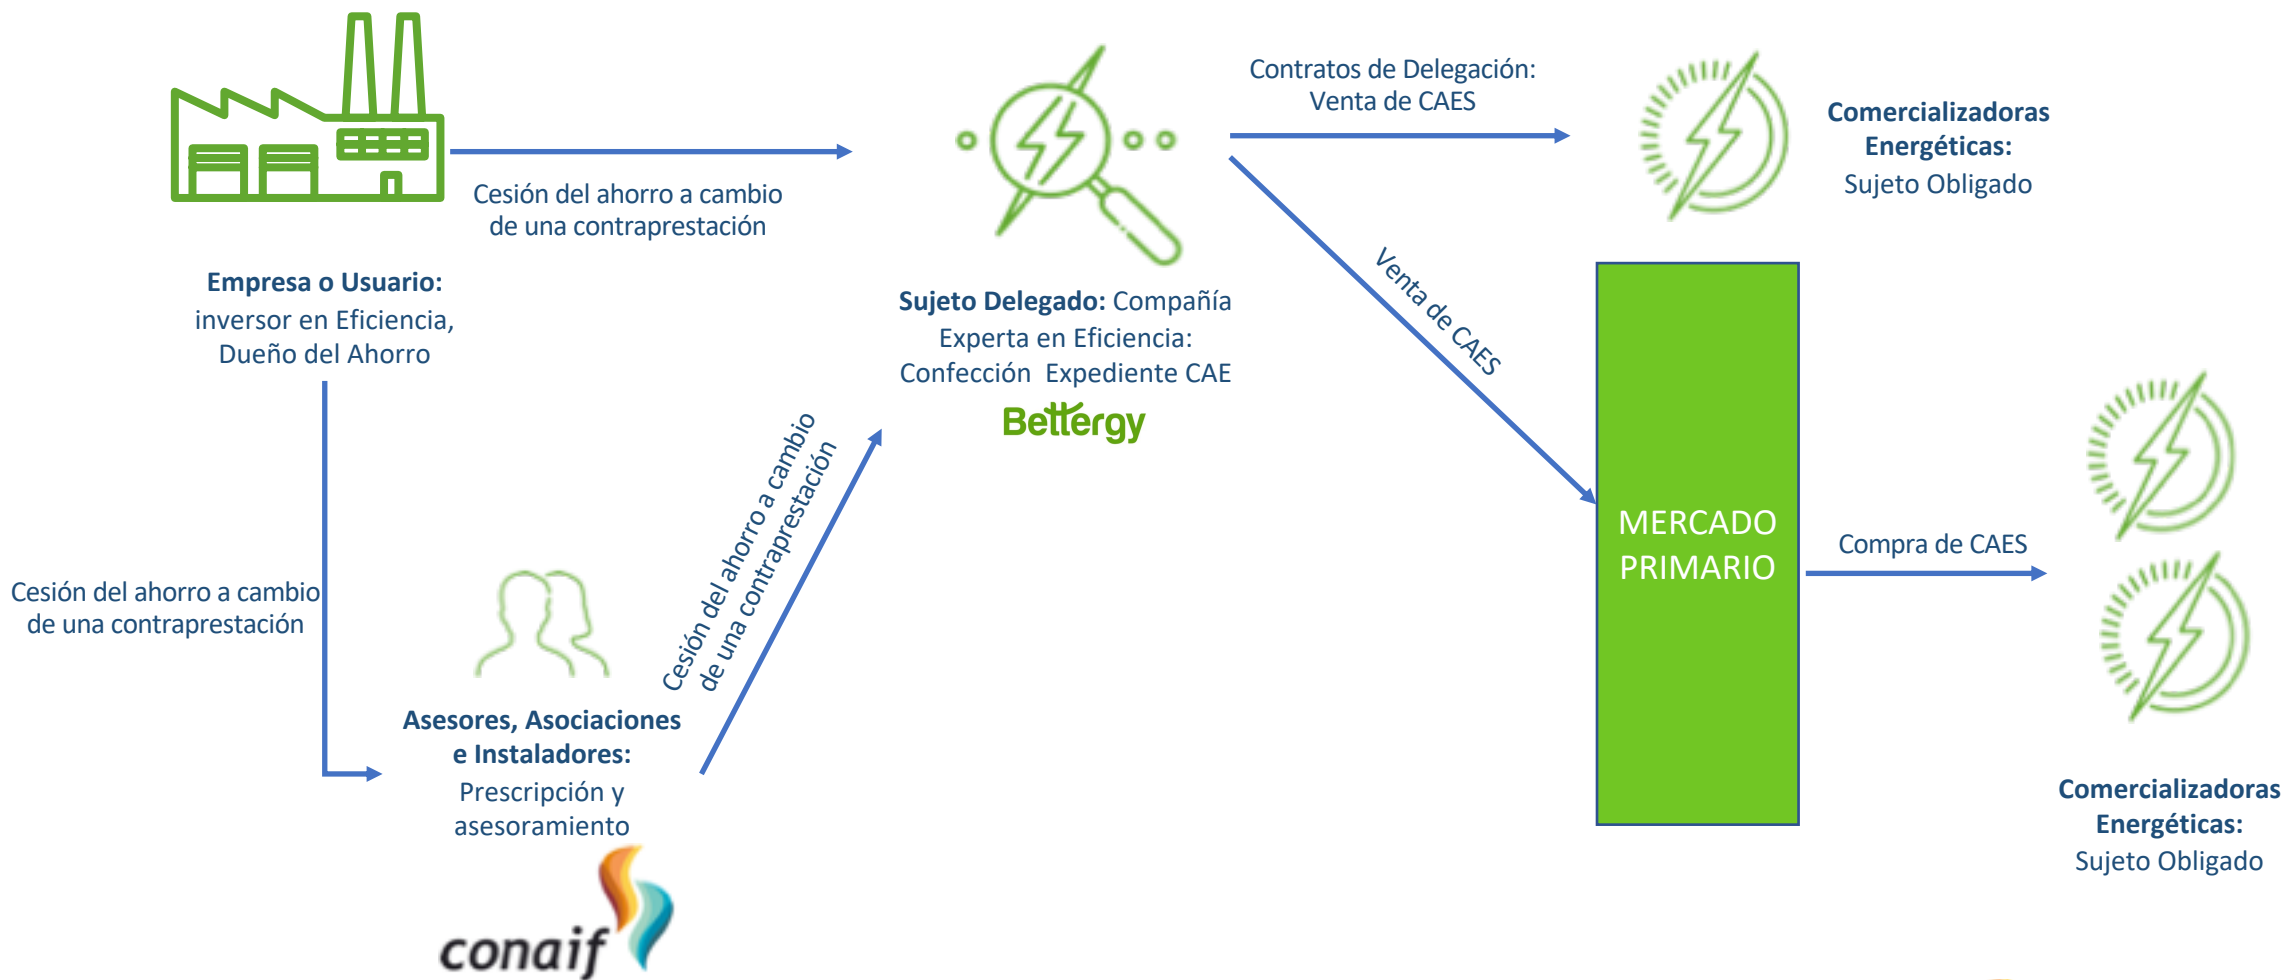 Cesión del ahorro a cambio
de una contraprestación
Empresa o Usuario:
inversor en Eficiencia,
Dueño del Ahorro
Cesión del ahorro a cambio
de una contraprestación
Asesores, Asociaciones
e Instaladores:
Prescripción y
asesoramiento
conaif
Cesión del ahorro a cambio
de una contraprestación
Sujeto Delegado: Compañía
Experta en Eficiencia:
Confección Expediente CAE
Bettergy
Contratos de Delegación:
Venta de CAES
Comercializadoras
Energéticas:
Sujeto Obligado
Venta de CAES
MERCADO
PRIMARIO
Compra de CAES
Comercializadoras
Energéticas:
Sujeto Obligado